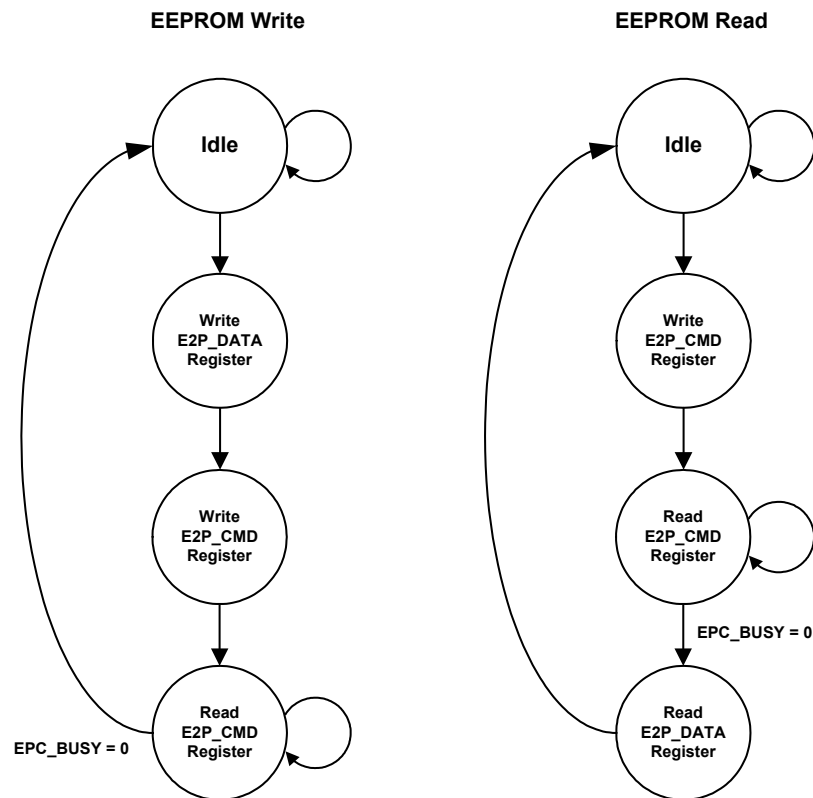 EEPROM Write
Idle
Write
E2P_DATA
Register
Write
E2P_CMD
Register
Read
E2P_CMD
Register
EPC_BUSY = 0
EEPROM Read
Idle
Write
E2P_CMD
Register
Read
E2P_CMD
Register
EPC_BUSY = 0
Read
E2P_DATA
Register